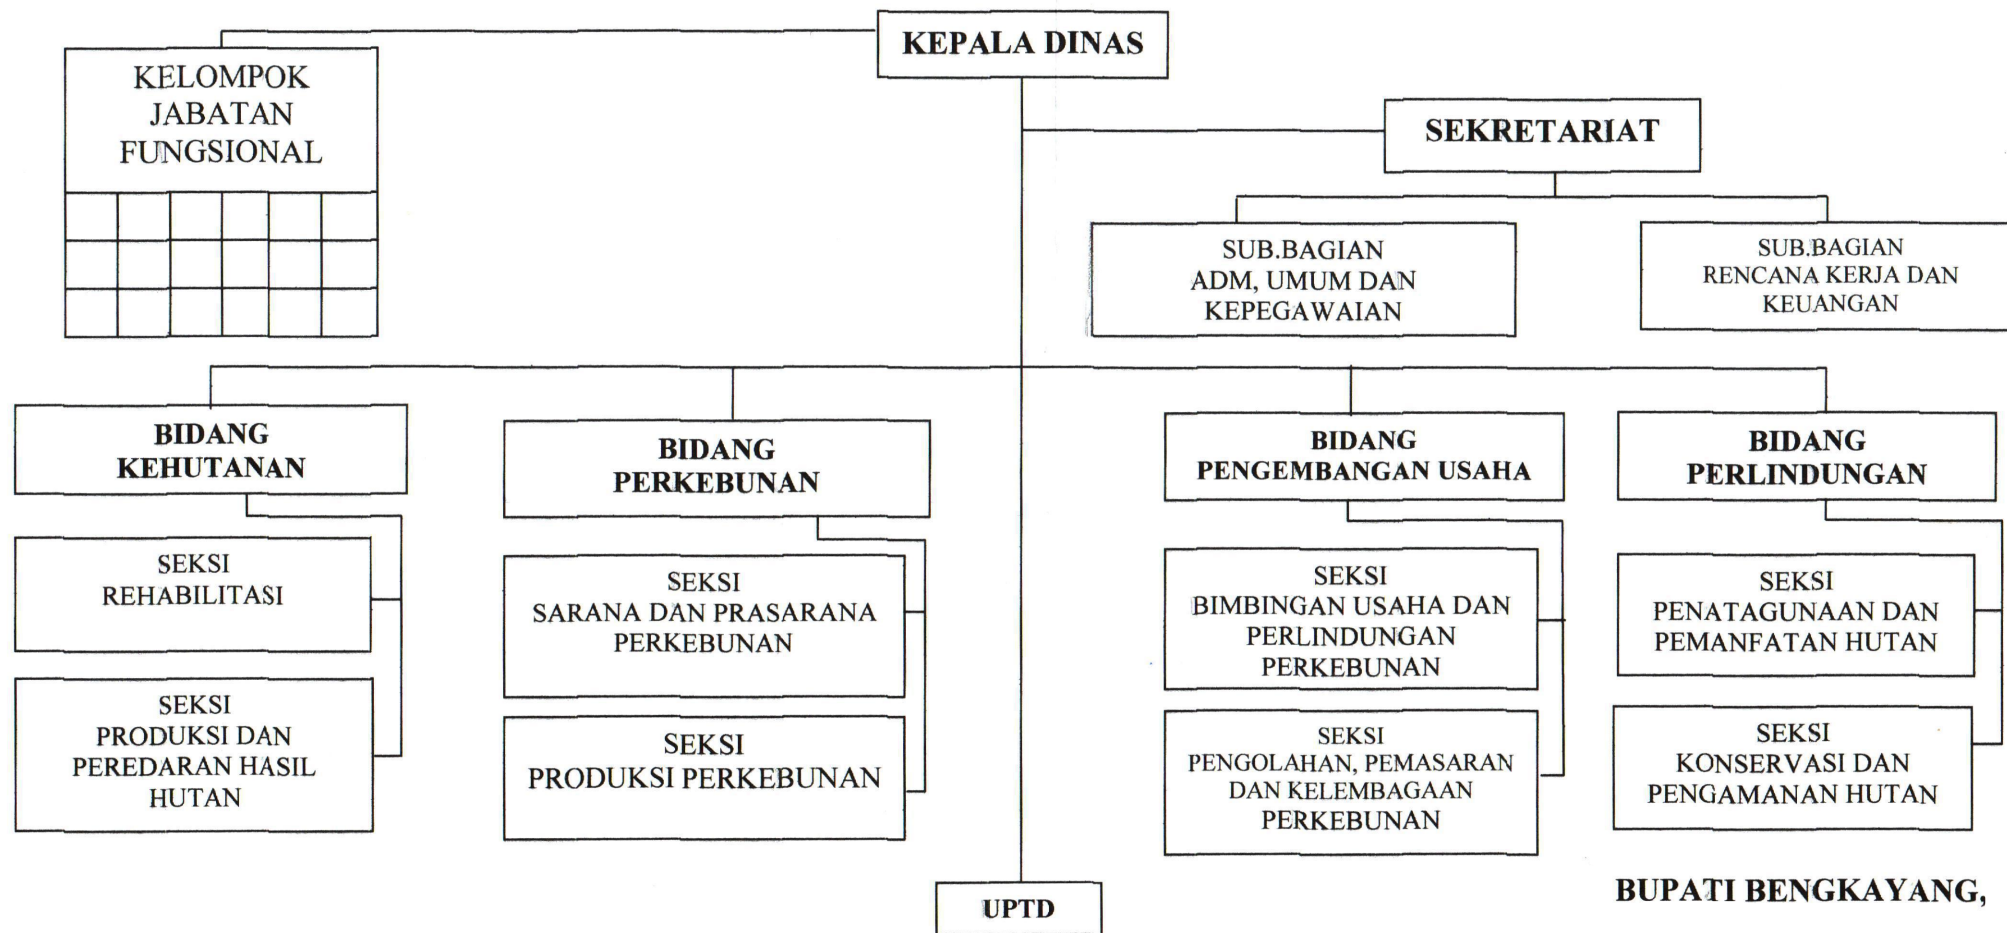 KEPALA DINAS
KELOMPOK
JABATAN
FUNGSIONAL
SEKRETARIAT
SUB.BAGIAN
ADM, UMUM DAN
KEPEGAWAIAN
SUB.BAGIAN
RENCANA KERJA DAN
KEUANGAN
BIDANG
KEHUTANAN
SEKSI
REHABILITASI
SEKSI
PRODUKSI DAN
PEREDARAN HASIL
HUTAN
BIDANG
PERKEBUNAN
SEKSI
SARANA DAN PRASARANA
PERKEBUNAN
SEKSI
PRODUKSI PERKEBUNAN
BIDANG
PENGEMBANGAN USAHA
SEKSI
BIMBINGAN USAHA DAN
PERLINDUNGAN
PERKEBUNAN
SEKSI
PENGOLAHAN, PEMASARAN
DAN KELEMBAGAAN
PERKEBUNAN
BIDANG
PERLINDUNGAN
SEKSI
PENATAGUNAAN DAN
PEMANFATAN HUTAN
SEKSI
KONSERVASI DAN
PENGAMANAN HUTAN
UPTD
BUPATI BENGKAYANG,